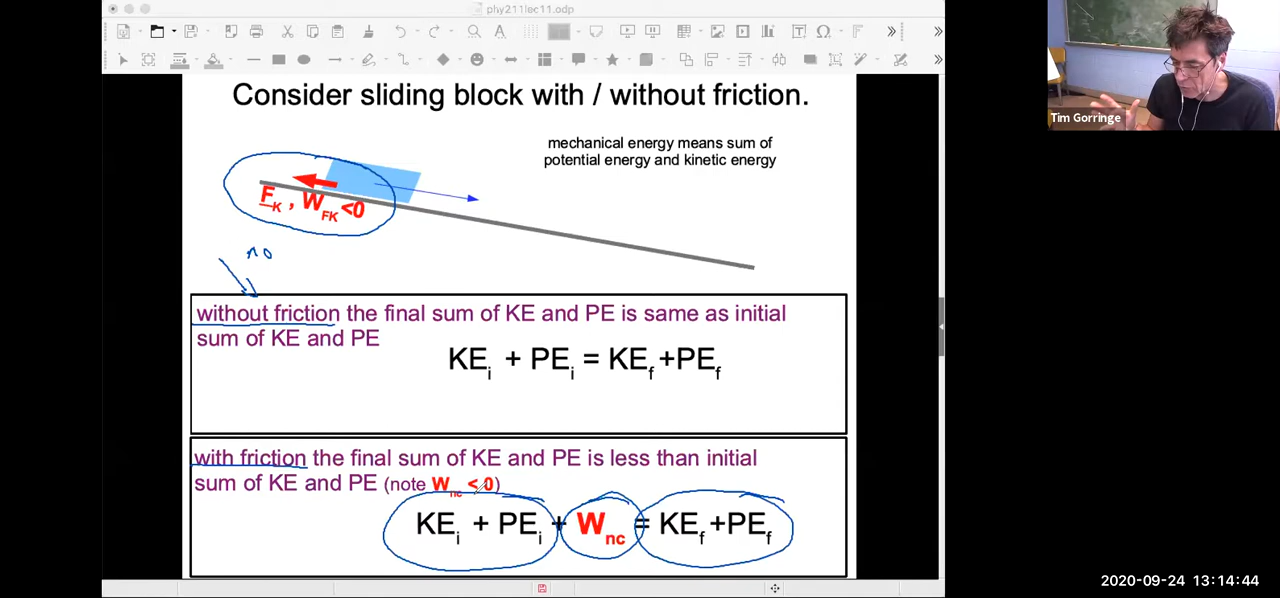 phy211lec11.odp
Consider sliding block with / without friction.
mechanical energy means sum of
potential energy and kinetic energy
F_K , W_FK <0
no
without friction the final sum of KE and PE is same as initial
sum of KE and PE
KE_i + PE_i = KE_f +PE_f
with friction the final sum of KE and PE is less than initial
sum of KE and PE (note W_nc <0)
KE_i + PE_i + W_nc = KE_f +PE_f
Tim Gorringe
2020-09-24 13:14:44